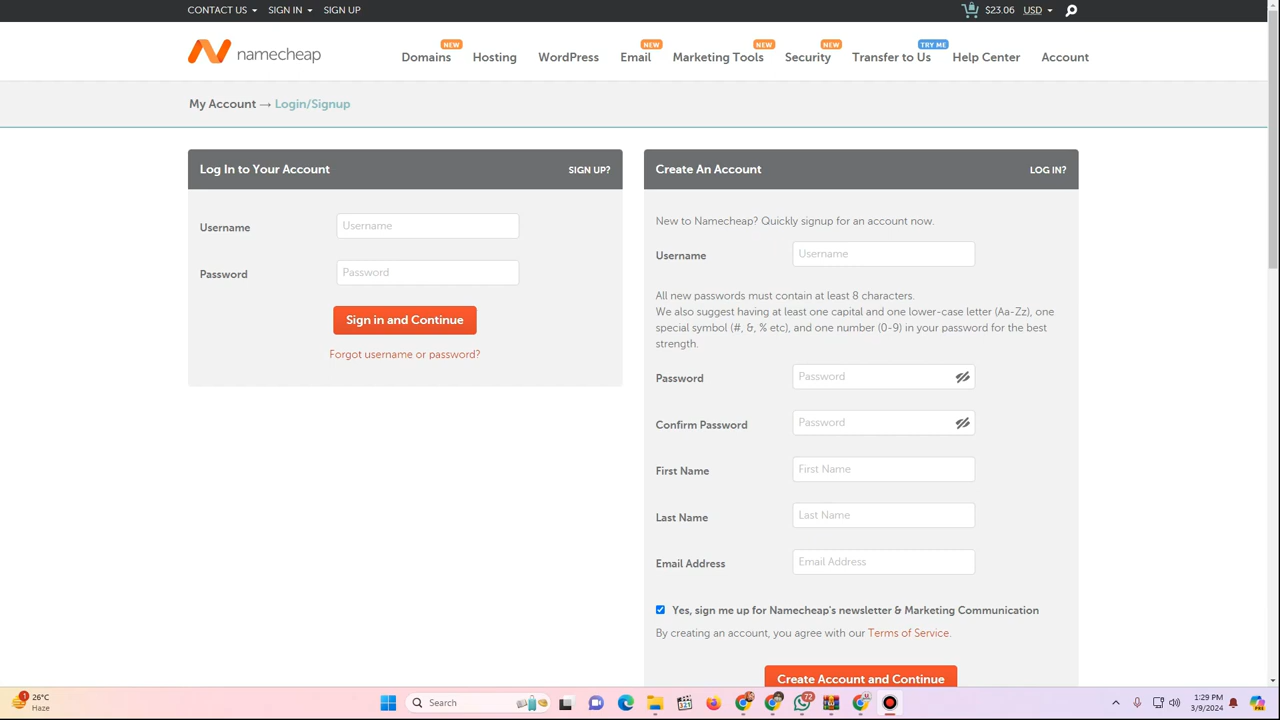 CONTACT US SIGN IN SIGN UP $23.06 USD
NEW NEW NEW NEW TRY ME
namecheap Domains Hosting WordPress Email Marketing Tools Security Transfer to Us Help Center Account
My Account → Login/Signup
Log In to Your Account SIGN UP?
Username Username
Password Password
Sign in and Continue
Forgot username or password?
Create An Account LOG IN?
New to Namecheap? Quickly signup for an account now.
Username Username
All new passwords must contain at least 8 characters.
We also suggest having at least one capital and one lower-case letter (Aa-Zz), one
special symbol (#, &, % etc), and one number (0-9) in your password for the best
strength.
Password Password
Confirm Password Password
First Name First Name
Last Name Last Name
Email Address Email Address
Yes, sign me up for Namecheap's newsletter & Marketing Communication
By creating an account, you agree with our Terms of Service.
Create Account and Continue
1 26°C
Haze
Search
72
1:29 PM
3/9/2024